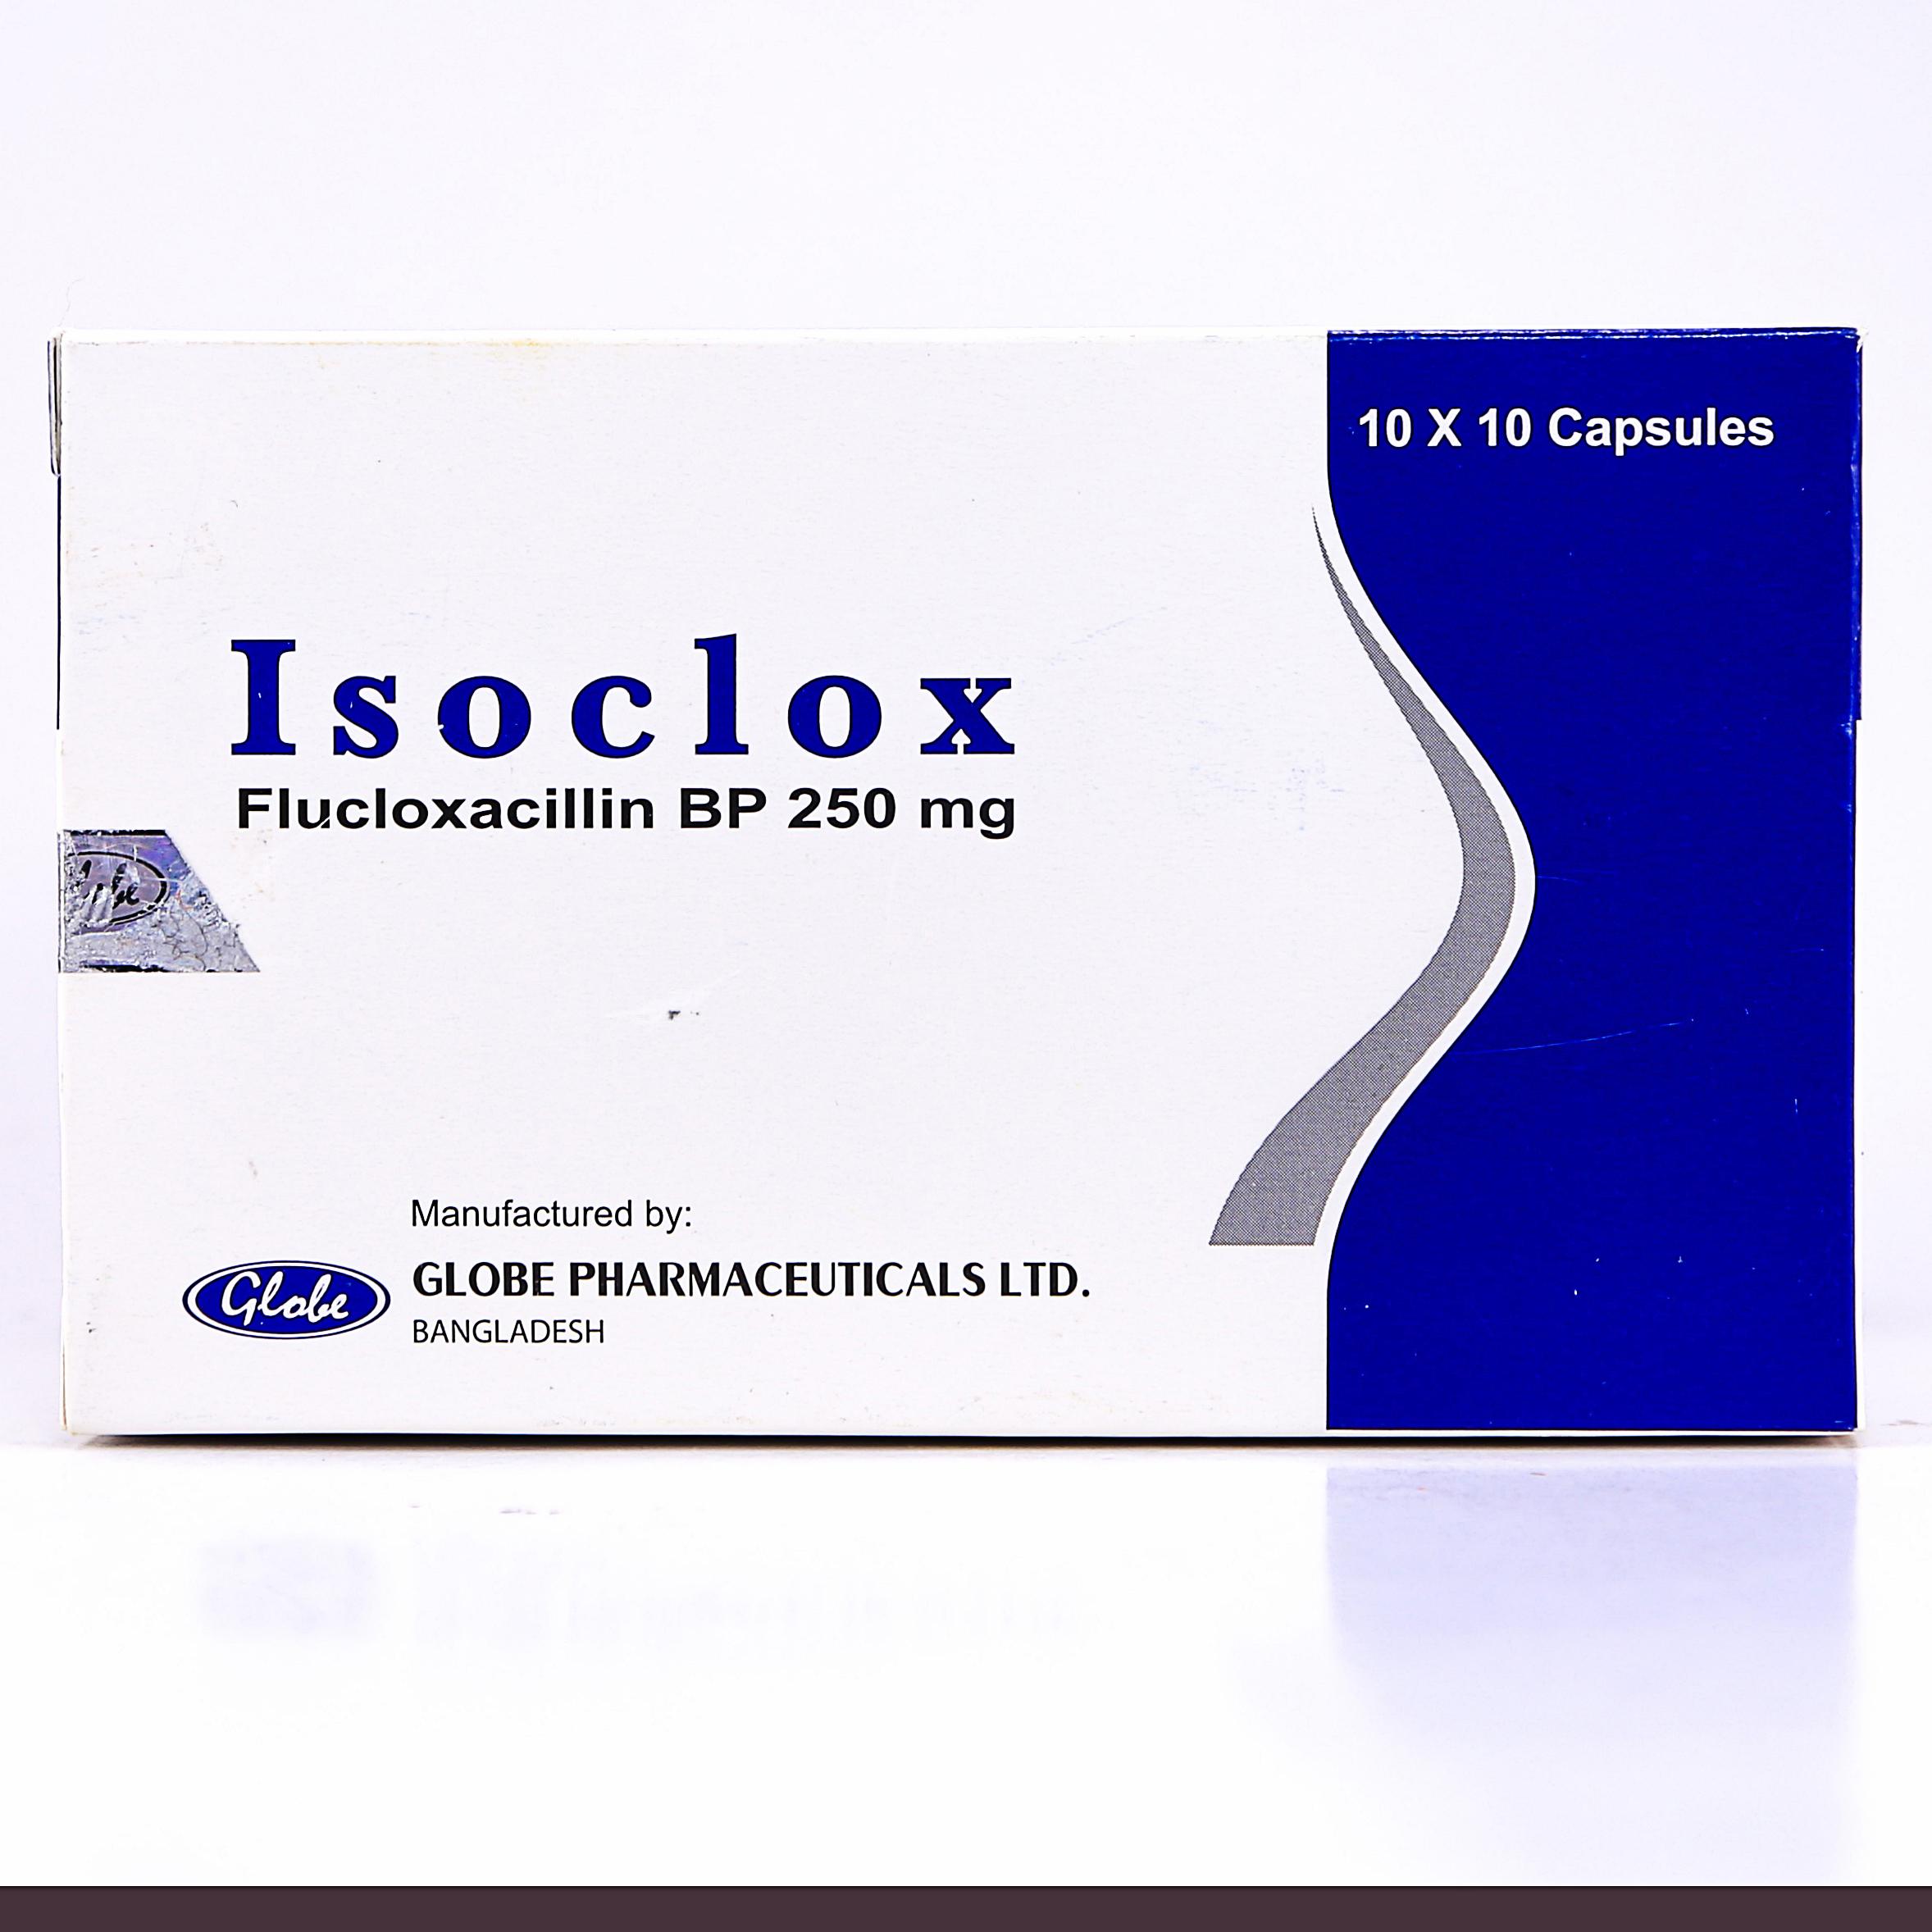 10 X 10 Capsules
Isoclox
Flucloxacillin BP 250 mg
Manufactured by:
Globe
GLOBE PHARMACEUTICALS LTD.
BANGLADESH